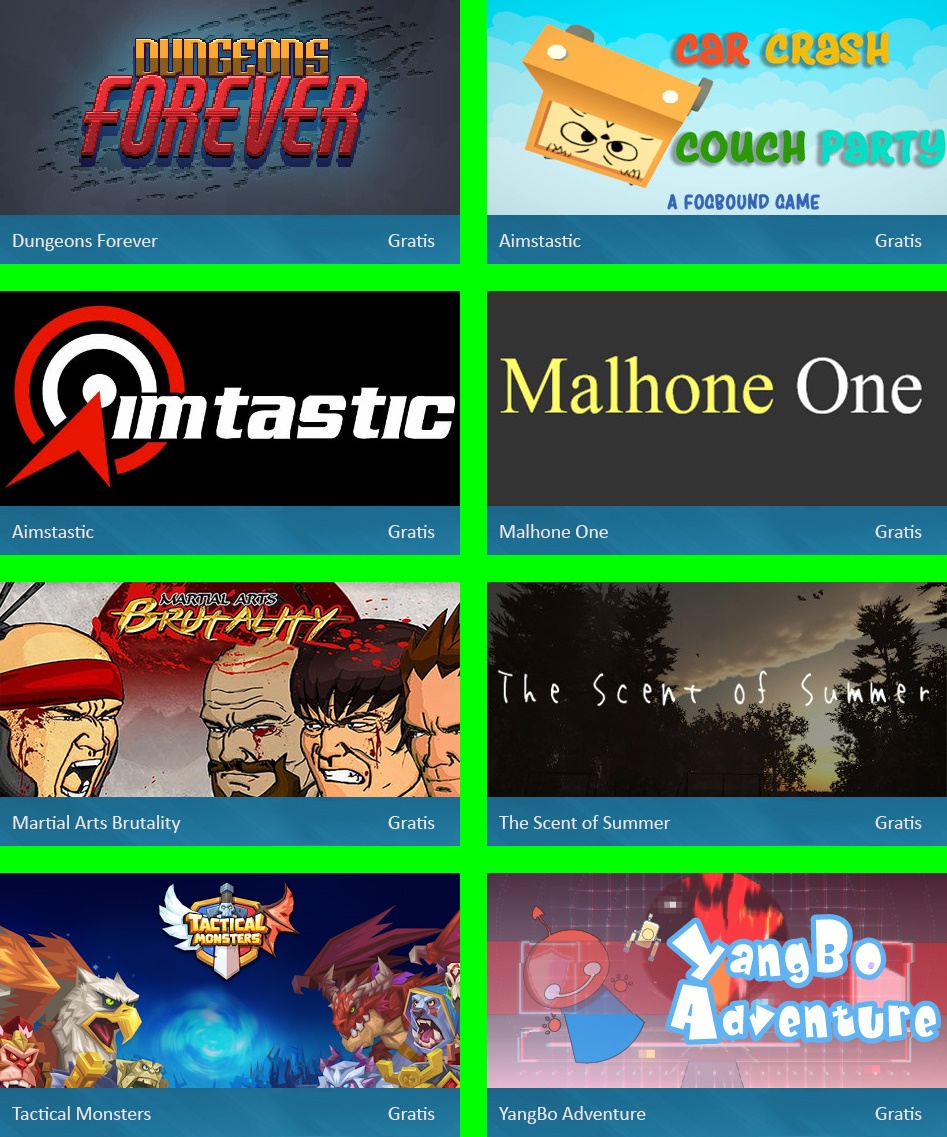 DUNGEONS
FOREVER
Dungeons Forever
Gratis
CAR CRASH
COUCH PARTY
A FOGBOUND GAME
Aimstastic
Gratis
imtastic
Aimstastic
Gratis
Malhone One
Malhone One
Gratis
MARTIAL ARTS
BRUTALITY
Martial Arts Brutality
Gratis
The Scent of Summer
The Scent of Summer
Gratis
TACTICAL
MONSTERS
Tactical Monsters
Gratis
YangBo
Adventure
YangBo Adventure
Gratis